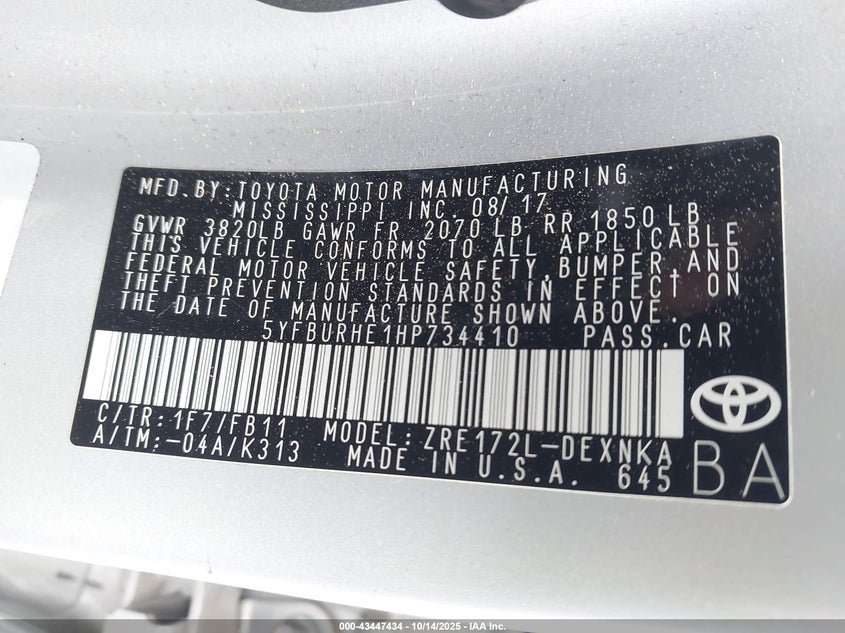 MFD.BY:TOYOTA MOTOR MANUFACTURING
MISSISSIPPI INC. 08/17
GVWR 3820LB GAWR FR 2070 LB RR 1850 LB
THIS VEHICLE CONFORMS TO ALL APPLICABLE
FEDERAL MOTOR VEHICLE SAFETY,BUMPER,AND
THEFT PREVENTION STANDARDS IN EFFECT ON
THE DATE OF MANUFACTURE SHOWN ABOVE.
5YFBURHE1HP734410 PASS.CAR
C/TR:1F7/FB11
A/TM:-04A/K313
MODEL:ZRE172L-DEXNKA
MADE IN U.S.A. 645
BA
000-43447434 - 10/14/2025 - IAA Inc.